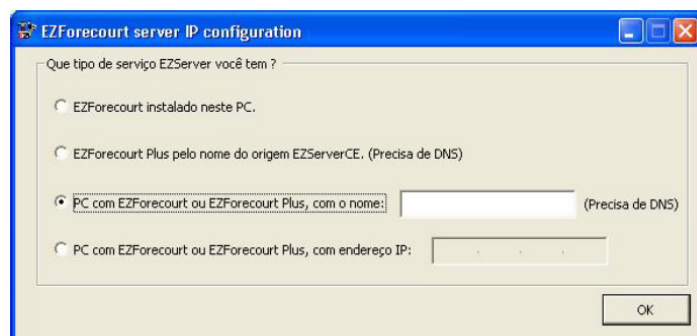 EZForecourt server IP configuration
Que tipo de serviço EZServer você tem ?
EZForecourt instalado neste PC.
EZForecourt Plus pelo nome do origem EZServerCE. (Precisa de DNS)
PC com EZForecourt ou EZForecourt Plus, com o nome: (Precisa de DNS)
PC com EZForecourt ou EZForecourt Plus, com endereço IP: . . .
OK